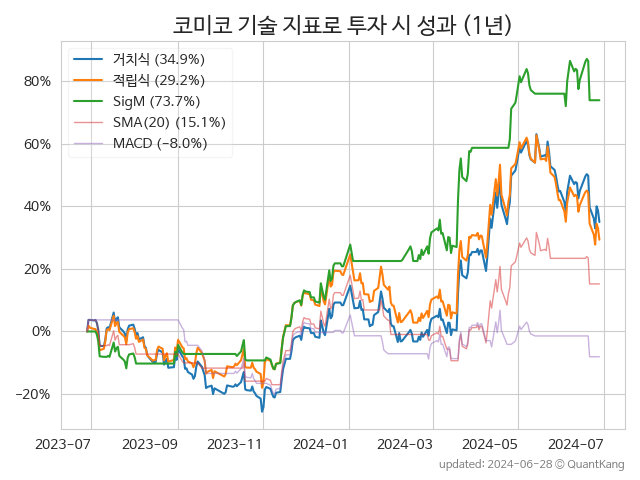 코미코 기술 지표로 투자 시 성과 (1년)
거치식 (34.9%)
적립식 (29.2%)
SigM (73.7%)
SMA(20) (15.1%)
MACD (−8.0%)
80%
60%
40%
20%
0%
−20%
2023-07 2023-09 2023-11 2024-01 2024-03 2024-05 2024-07
updated: 2024-06-28 © QuantKang